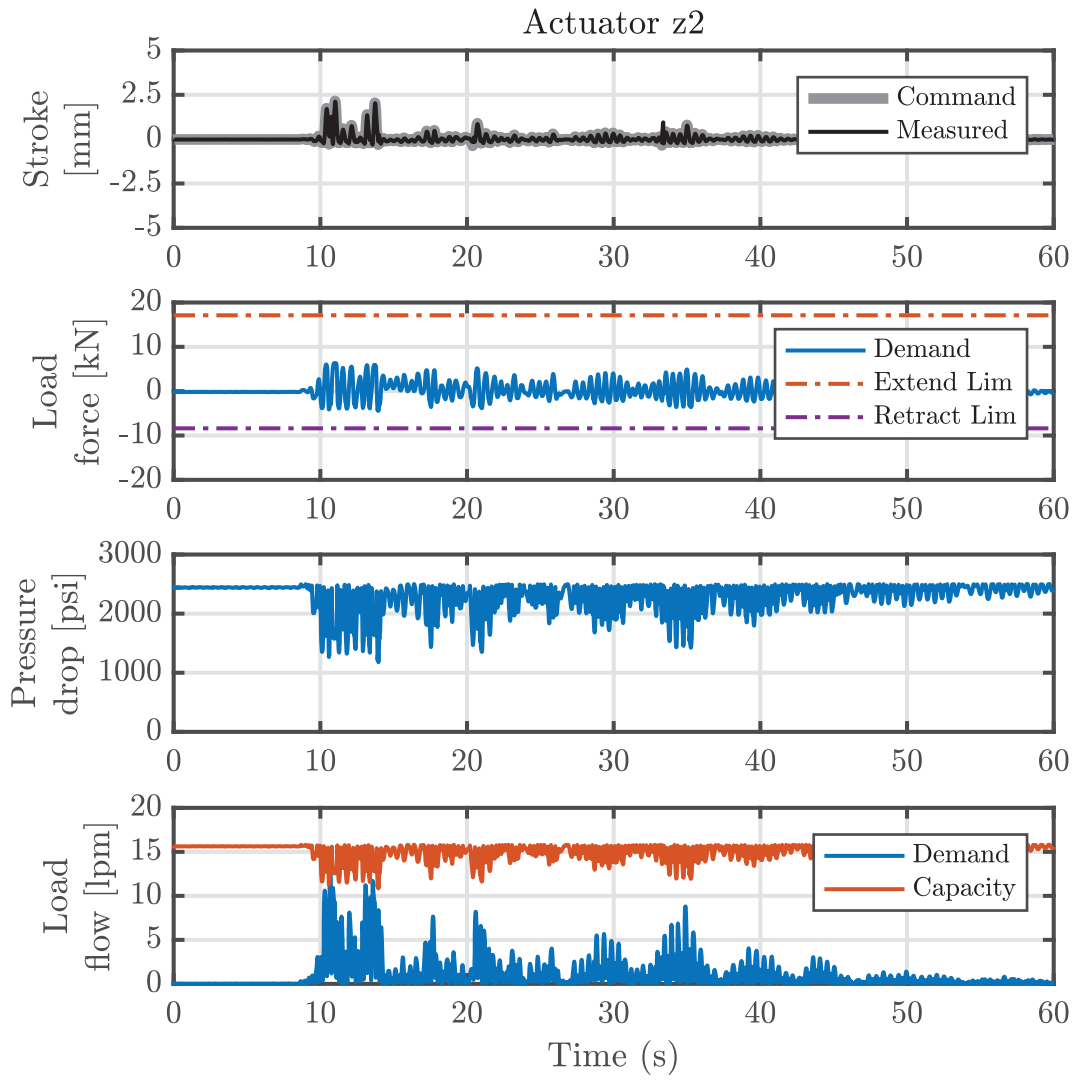 Actuator z2
Stroke
[mm]
5
2.5
0
-2.5
-5
Command
Measured
0 10 20 30 40 50 60
Load
force [kN]
20
10
0
-10
-20
Demand
Extend Lim
Retract Lim
0 10 20 30 40 50 60
Pressure
drop [psi]
3000
2000
1000
0
0 10 20 30 40 50 60
Load
flow [lpm]
20
15
10
5
0
Demand
Capacity
0 10 20 30 40 50 60
Time (s)